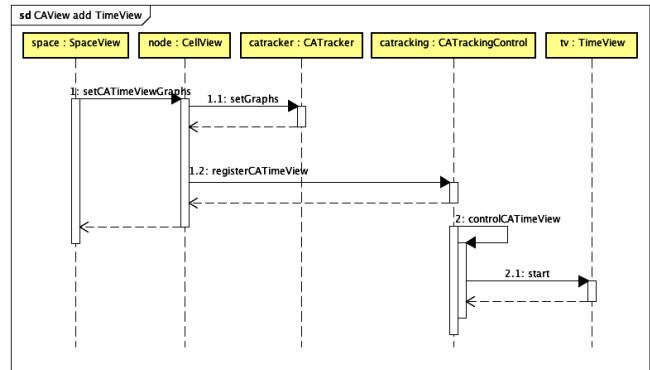 sd CAView add TimeView
space : SpaceView
node : CellView
catracker : CATracker
catracking : CATrackingControl
tv : TimeView
1: setCATimeViewGraphs
1.1: setGraphs
1.2: registerCATimeView
2: controlCATimeView
2.1: start